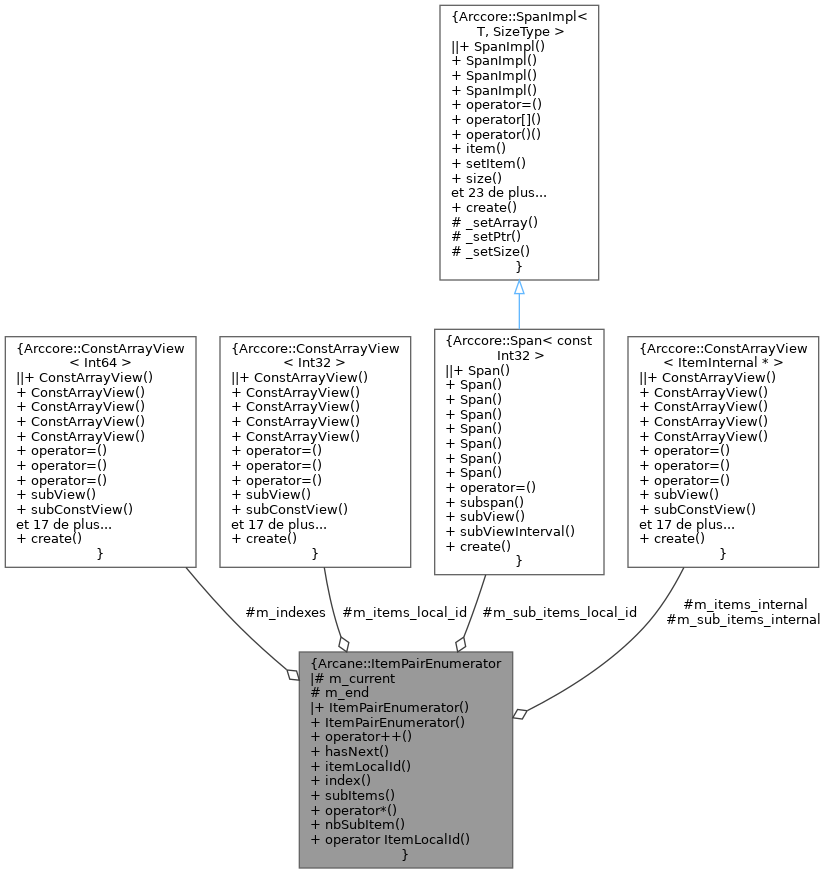 {Arccore::SpanImpl<
T, SizeType >
||+ SpanImpl()
+ SpanImpl()
+ SpanImpl()
+ SpanImpl()
+ operator=()
+ operator[]()
+ operator()()
+ item()
+ setItem()
+ size()
et 23 de plus...
+ create()
# _setArray()
# _setPtr()
# _setSize()
}
{Arccore::ConstArrayView
< Int64 >
||+ ConstArrayView()
+ ConstArrayView()
+ ConstArrayView()
+ ConstArrayView()
+ ConstArrayView()
+ operator=()
+ operator=()
+ operator=()
+ subView()
+ subConstView()
et 17 de plus...
+ create()
}
{Arccore::ConstArrayView
< Int32 >
||+ ConstArrayView()
+ ConstArrayView()
+ ConstArrayView()
+ ConstArrayView()
+ ConstArrayView()
+ operator=()
+ operator=()
+ operator=()
+ subView()
+ subConstView()
et 17 de plus...
+ create()
}
{Arccore::Span< const
Int32 >
||+ Span()
+ Span()
+ Span()
+ Span()
+ Span()
+ Span()
+ Span()
+ Span()
+ operator=()
+ subspan()
+ subView()
+ subViewInterval()
+ create()
}
{Arccore::ConstArrayView
< ItemInternal * >
||+ ConstArrayView()
+ ConstArrayView()
+ ConstArrayView()
+ ConstArrayView()
+ ConstArrayView()
+ operator=()
+ operator=()
+ operator=()
+ subView()
+ subConstView()
et 17 de plus...
+ create()
}
#m_indexes
#m_items_local_id
#m_sub_items_local_id
#m_items_internal
#m_sub_items_internal
{Arcane::ItemPairEnumerator
|# m_current
# m_end
|+ ItemPairEnumerator()
+ ItemPairEnumerator()
+ operator++()
+ hasNext()
+ itemLocalId()
+ index()
+ subItems()
+ operator*()
+ nbSubItem()
+ operator ItemLocalId()
}